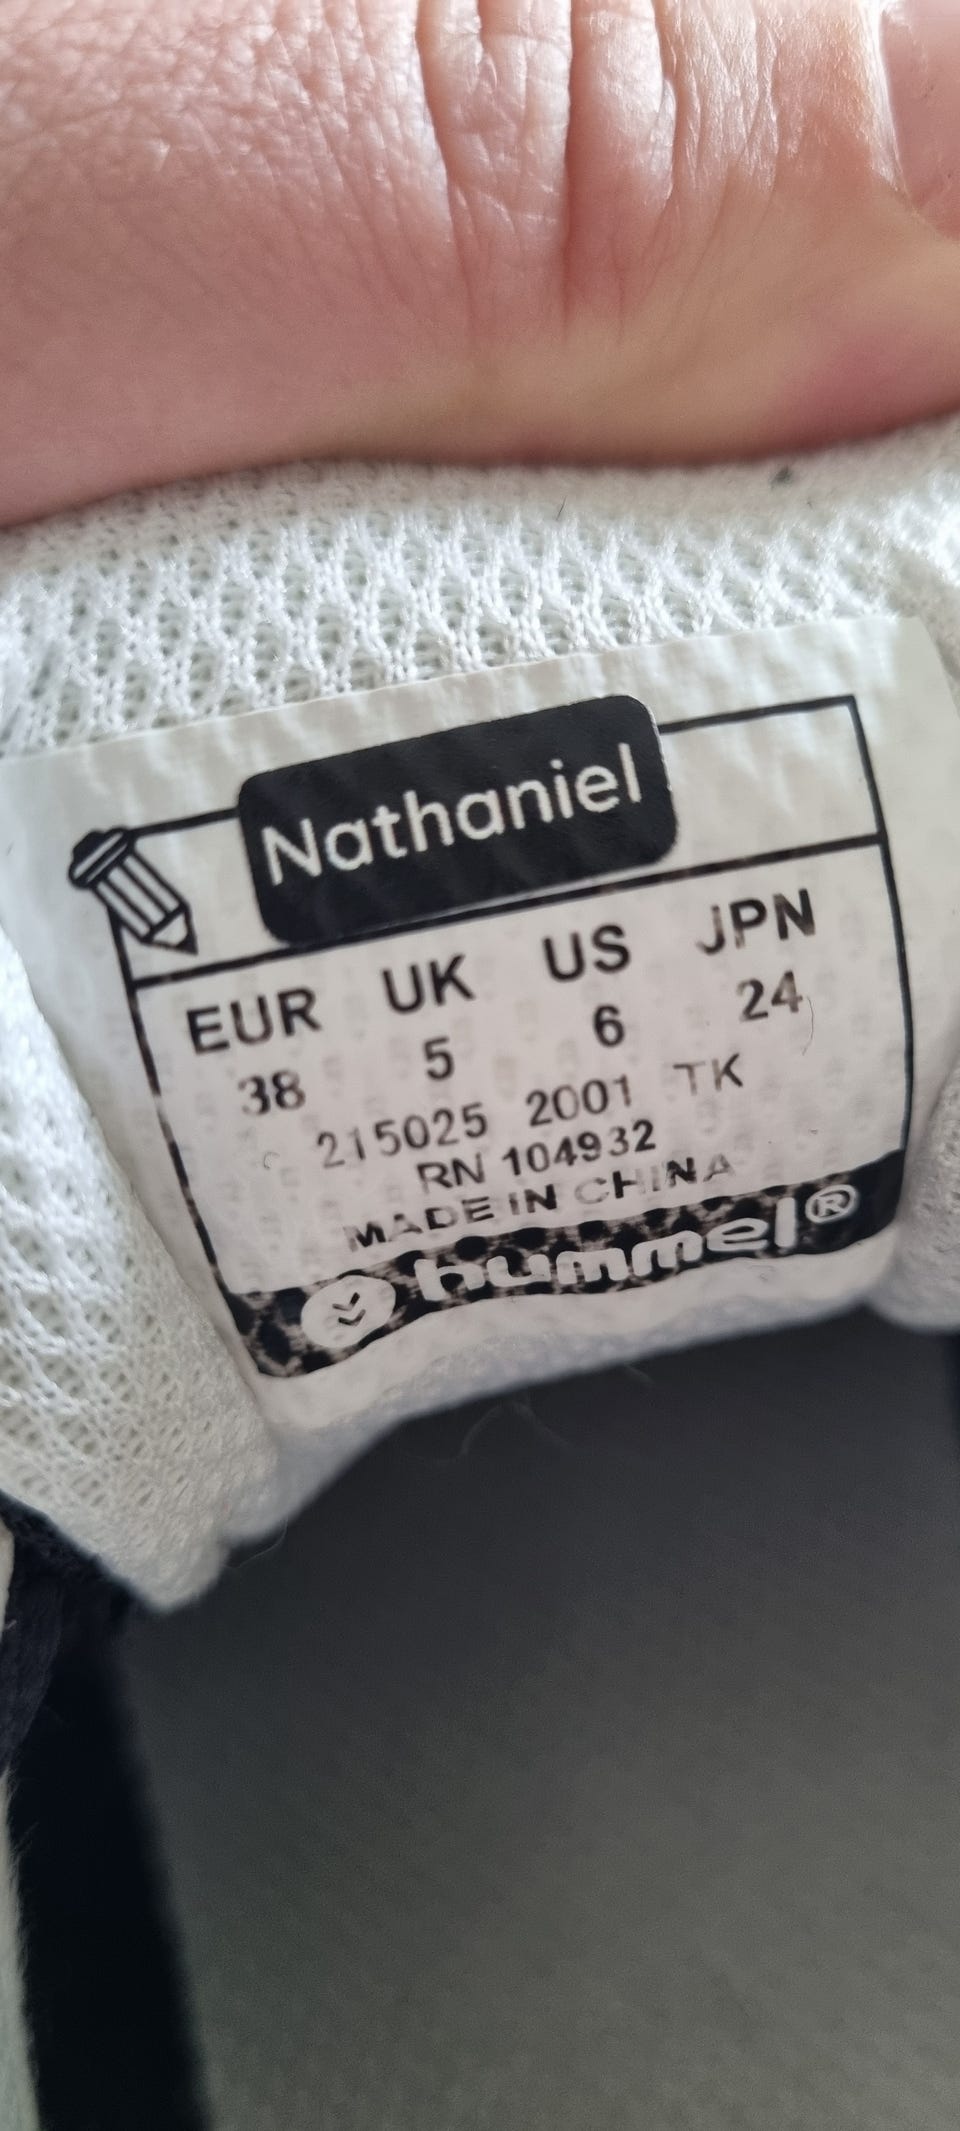 Nathaniel
EUR UK US JPN
38 5 6 24
215025 2001 TK
RN 104932
MADE IN CHINA
hummel®